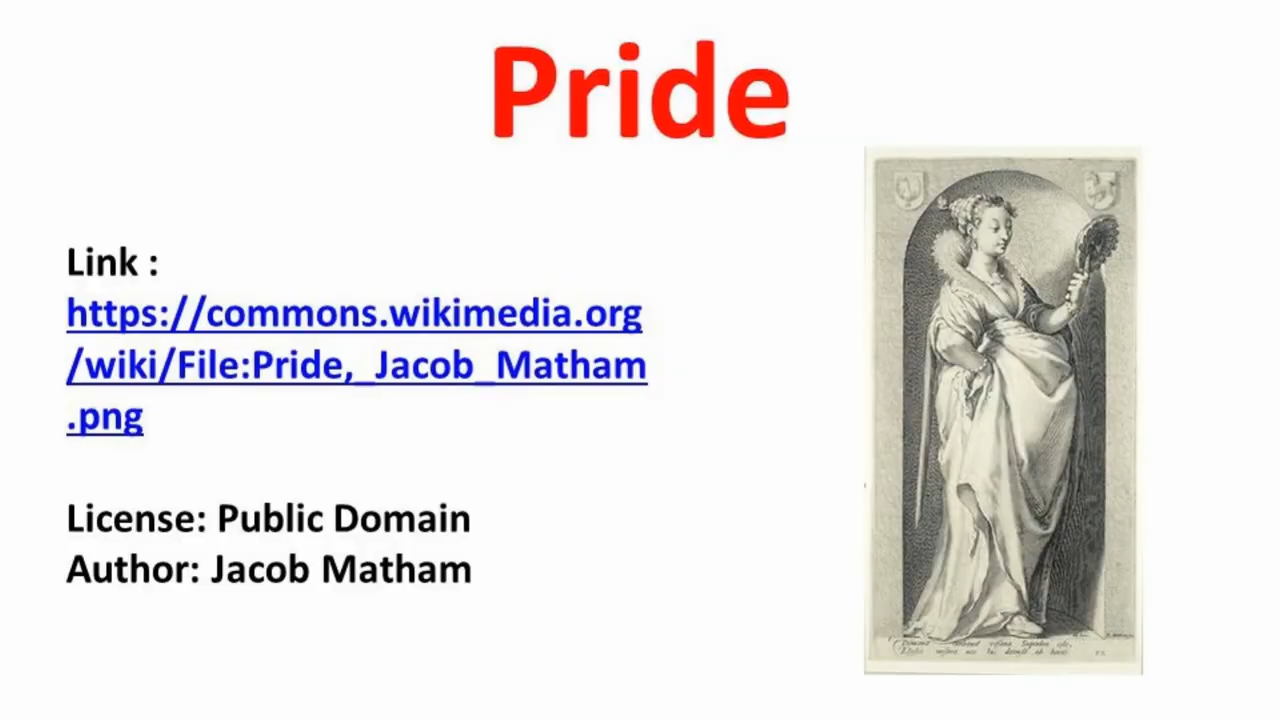 Pride
Link :
https://commons.wikimedia.org
/wiki/File:Pride,_Jacob_Matham
.png
License: Public Domain
Author: Jacob Matham